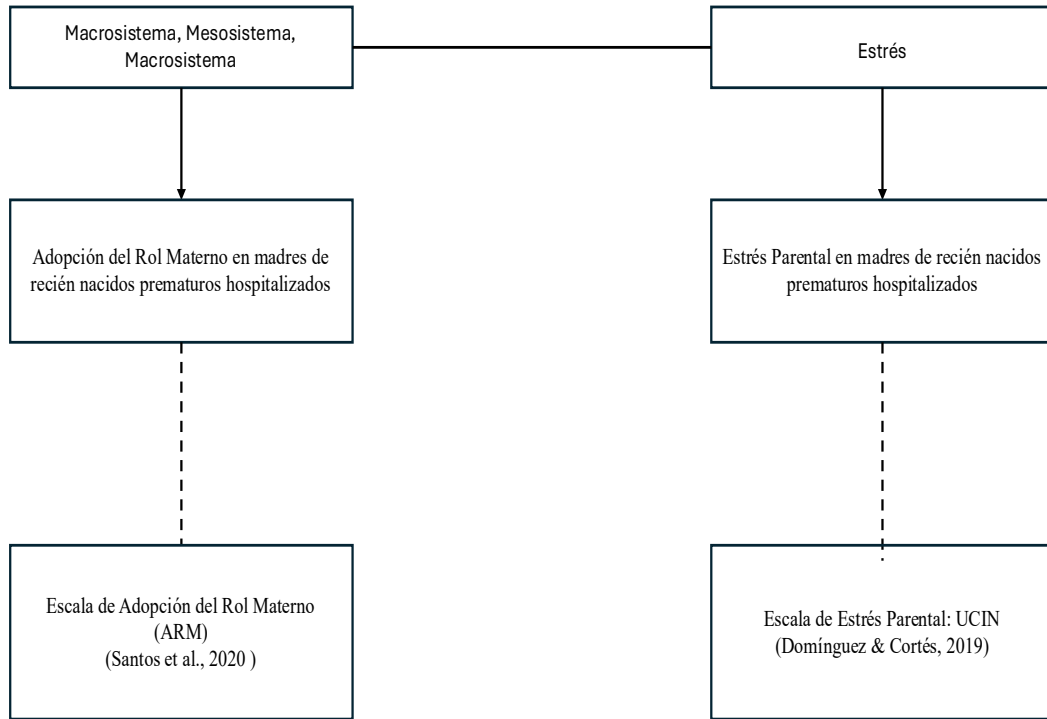 Macrosistema, Mesosistema,
Macrosistema
Estrés
Adopción del Rol Materno en madres de
recién nacidos prematuros hospitalizados
Estrés Parental en madres de recién nacidos
prematuros hospitalizados
Escala de Adopción del Rol Materno
(ARM)
(Santos et al., 2020 )
Escala de Estrés Parental: UCIN
(Domínguez & Cortés, 2019)